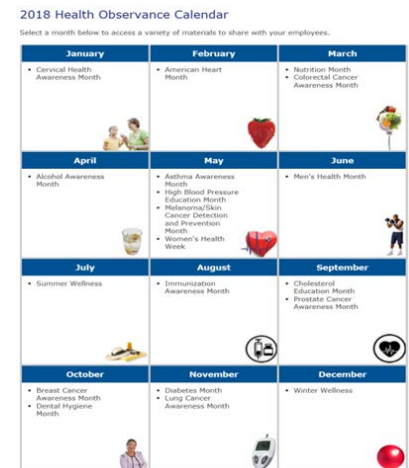 2018 Health Observance Calendar
Select a month below to access a variety of materials to share with your employees.
January
• Cervical Health
Awareness Month
February
• American Heart
Month
March
• Nutrition Month
• Colorectal Cancer
Awareness Month
April
• Alcohol Awareness
Month
May
• Asthma Awareness
Month
• High Blood Pressure
Education Month
• Melanoma/Skin
Cancer Detection
and Prevention
Month
• Women's Health
Week
June
• Men's Health Month
July
• Summer Wellness
August
• Immunization
Awareness Month
September
• Cholesterol
Education Month
• Prostate Cancer
Awareness Month
October
• Breast Cancer
Awareness Month
• Dental Hygiene
Month
November
• Diabetes Month
• Lung Cancer
Awareness Month
December
• Winter Wellness